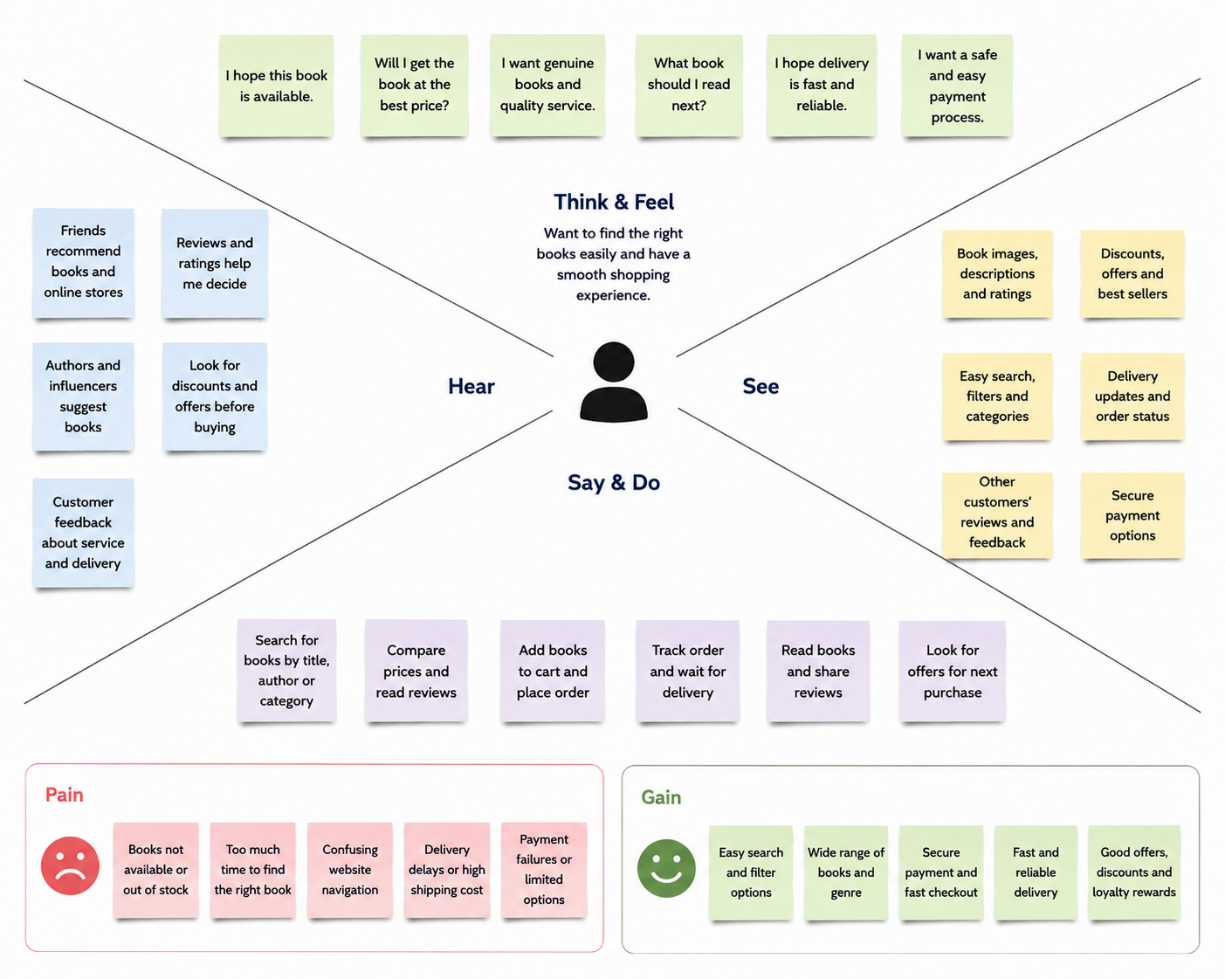 I hope this book
is available.
Will I get the
book at the
best price?
I want genuine
books and
quality service.
What book
should I read
next?
I hope delivery
is fast and
reliable.
I want a safe
and easy
payment
process.
Think & Feel
Want to find the right
books easily and have a
smooth shopping
experience.
Friends
recommend
books and
online stores
Reviews and
ratings help
me decide
Authors and
influencers
suggest
books
Look for
discounts and
offers before
buying
Customer
feedback
about service
and delivery
Hear
See
Book images,
descriptions
and ratings
Discounts,
offers and
best sellers
Easy search,
filters and
categories
Delivery
updates and
order status
Other
customers’
reviews and
feedback
Secure
payment
options
Say & Do
Search for
books by title,
author or
category
Compare
prices and
read reviews
Add books
to cart and
place order
Track order
and wait for
delivery
Read books
and share
reviews
Look for
offers for next
purchase
Pain
Books not
available or
out of stock
Too much
time to find
the right book
Confusing
website
navigation
Delivery
delays or high
shipping cost
Payment
failures or
limited
options
Gain
Easy search
and filter
options
Wide range of
books and
genre
Secure
payment and
fast checkout
Fast and
reliable
delivery
Good offers,
discounts and
loyalty rewards